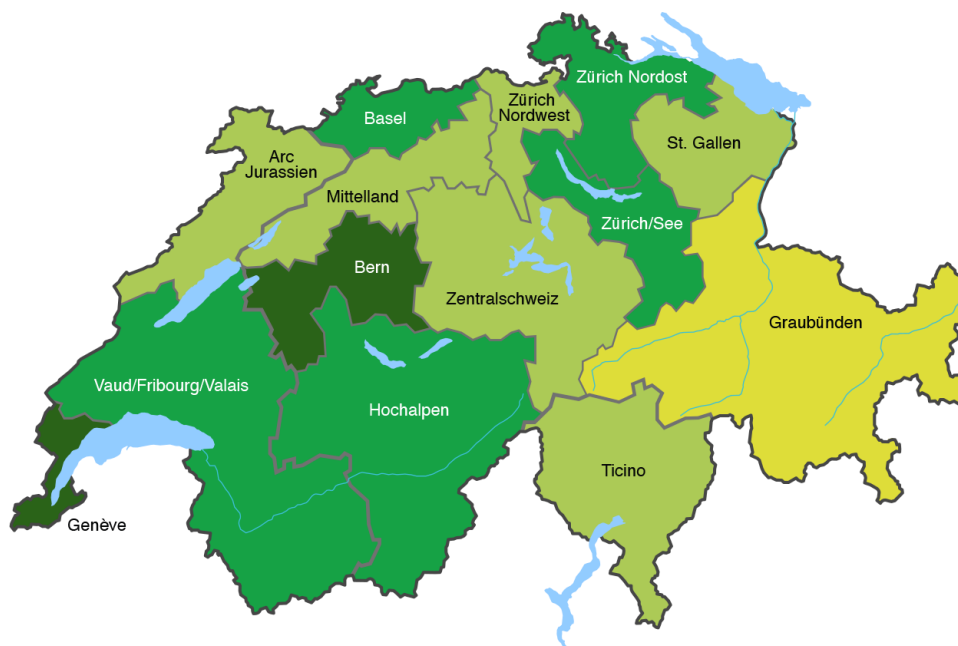 Zürich Nordost
Zürich
Nordwest
Basel
St. Gallen
Arc
Jurassien
Mittelland
Zürich/See
Bern
Zentralschweiz
Graubünden
Vaud/Fribourg/Valais
Hochalpen
Ticino
Genève